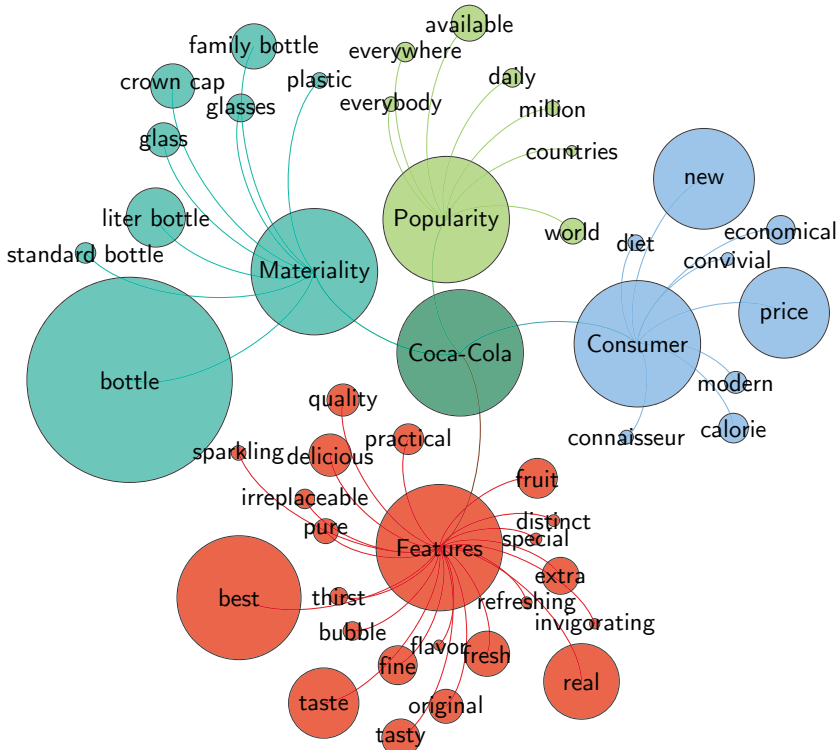 available
family bottle
everywhere
plastic
daily
crown cap
everybody
glasses
million
glass
countries
new
liter bottle
Popularity
economical
world
diet
standard bottle
convivial
Materiality
price
Consumer
Coca-Cola
bottle
modern
quality
calorie
practical
connaisseur
sparkling
delicious
fruit
irreplaceable
distinct
pure
special
Features
extra
best
thirst
refreshing
invigorating
bubble
flavor
fresh
fine
real
taste
original
tasty